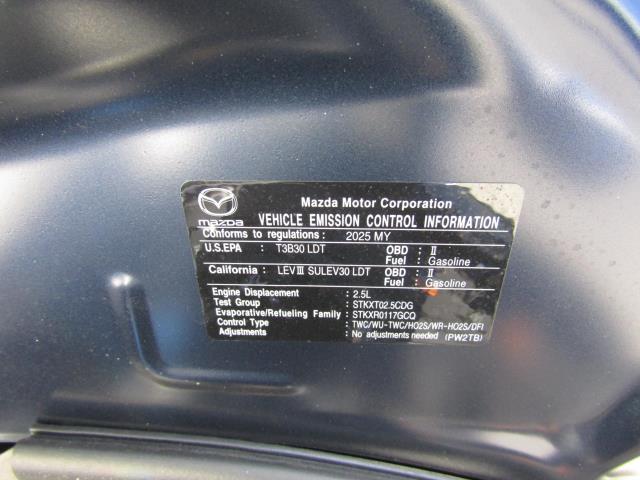 Mazda Motor Corporation
mazda VEHICLE EMISSION CONTROL INFORMATION
Conforms to regulations : 2025 MY
U.S.EPA : T3B30 LDT OBD : II
Fuel : Gasoline
California : LEV III SULEV30 LDT OBD : II
Fuel : Gasoline
Engine Displacement : 2.5L
Test Group : STKXT02.5CDG
Evaporative/Refueling Family : STKXR0117GCQ
Control Type : TWC/WU-TWC/HO2S/WR-HO2S/DFI
Adjustments : No adjustments needed (PW2TB)